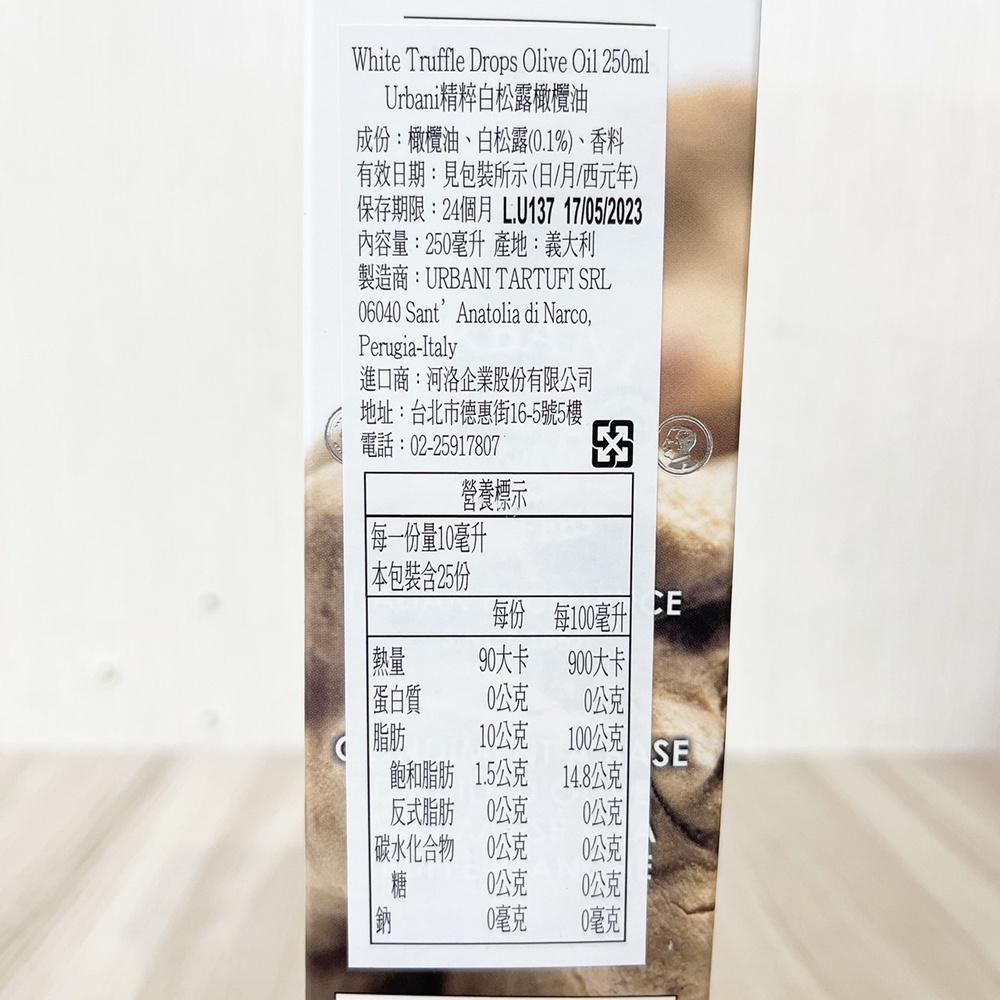 White Truffle Drops Olive Oil 250ml
Urbani精粹白松露橄欖油
成份：橄欖油、白松露(0.1%)、香料
有效日期：見包裝所示 (日/月/西元年)
保存期限：24個月 L.U137 17/05/2023
內容量：250毫升 產地：義大利
製造商：URBANI TARTUFI SRL
06040 Sant’Anatolia di Narco,
Perugia-Italy
進口商：河洛企業股份有限公司
地址：台北市德惠街16-5號5樓
電話：02-25917807
營養標示
每一份量10毫升
本包裝含25份
每份 每100毫升
熱量 90大卡 900大卡
蛋白質 0公克 0公克
脂肪 10公克 100公克
飽和脂肪 1.5公克 14.8公克
反式脂肪 0公克 0公克
碳水化合物 0公克 0公克
糖 0公克 0公克
鈉 0毫克 0毫克